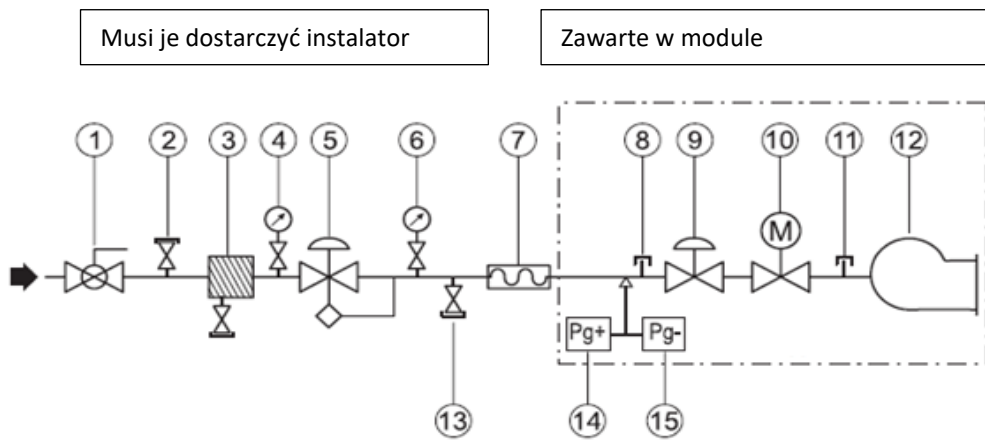 Musi je dostarczyć instalator
Zawarte w module
1 2 3 4 5 6 7 8 9 10 11 12
M
Pg+ Pg-
13 14 15